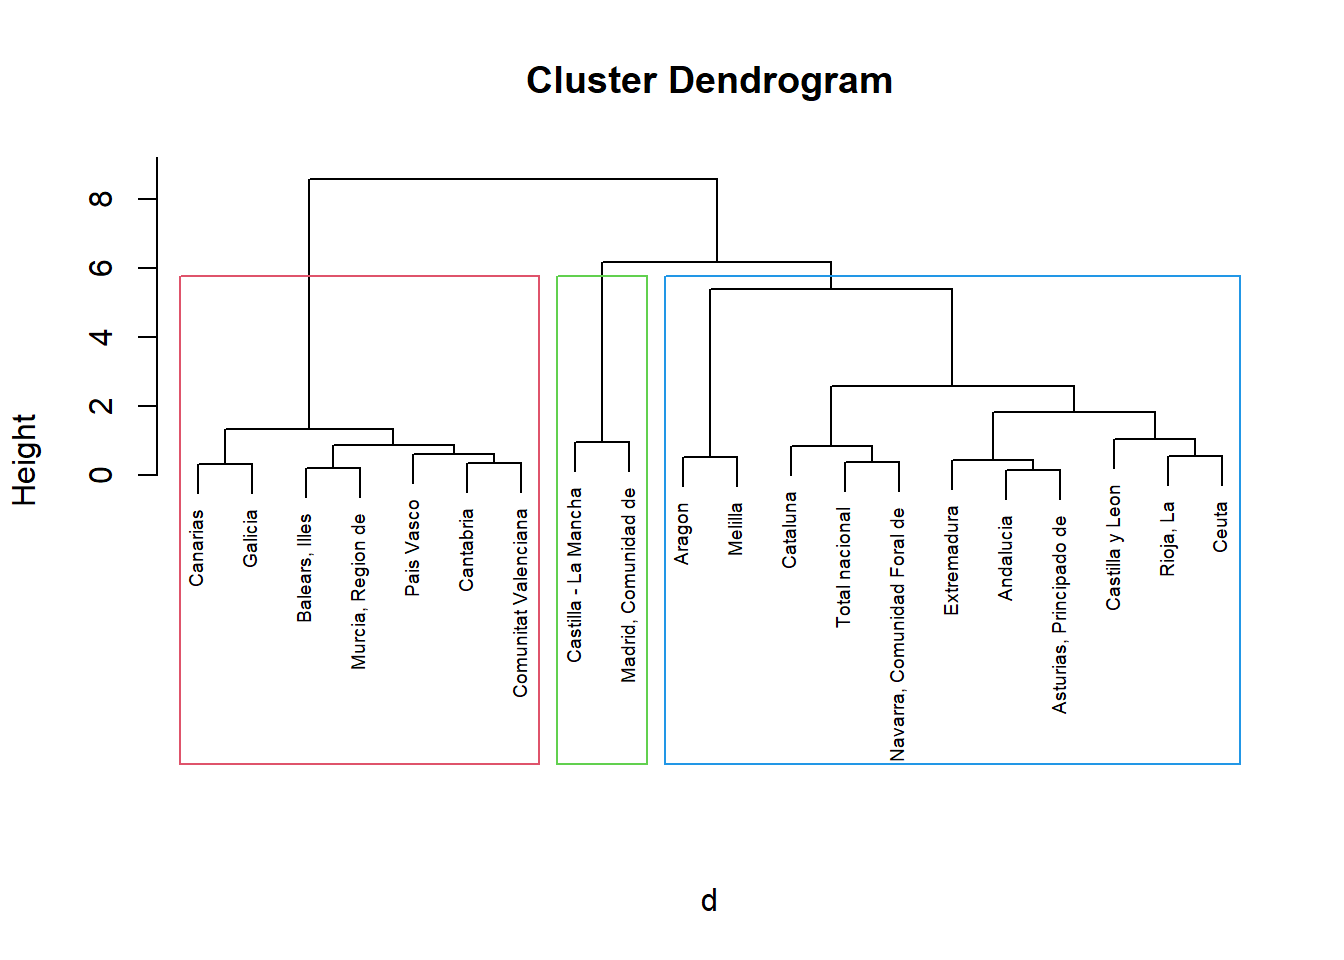 Cluster Dendrogram
Height
8
6
4
2
0
Canarias
Galicia
Balears, Illes
Murcia, Region de
Pais Vasco
Cantabria
Comunitat Valenciana
Castilla - La Mancha
Madrid, Comunidad de
Aragon
Melilla
Cataluna
Total nacional
Navarra, Comunidad Foral de
Extremadura
Andalucia
Asturias, Principado de
Castilla y Leon
Rioja, La
Ceuta
d